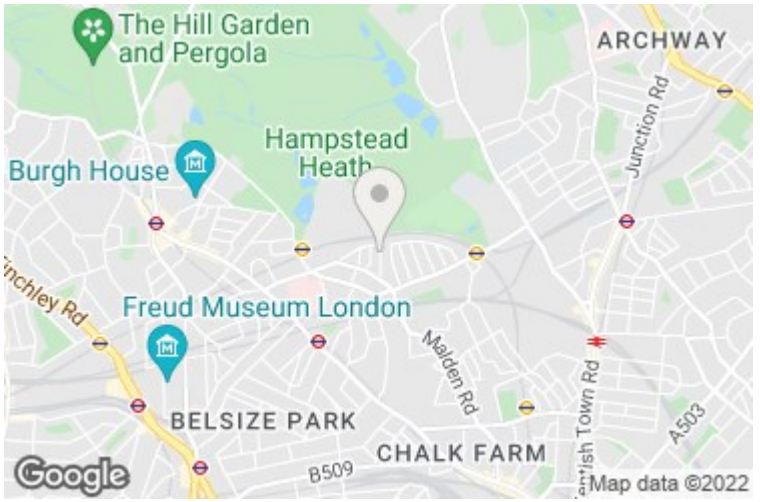 The Hill Garden
and Pergola
ARCHWAY
Junction Rd
Hampstead
Heath
Burgh House
Finchley Rd
Freud Museum London
Malden Rd
BELSIZE PARK
CHALK FARM
Kentish Town Rd
A503
B509
Google
Map data ©2022